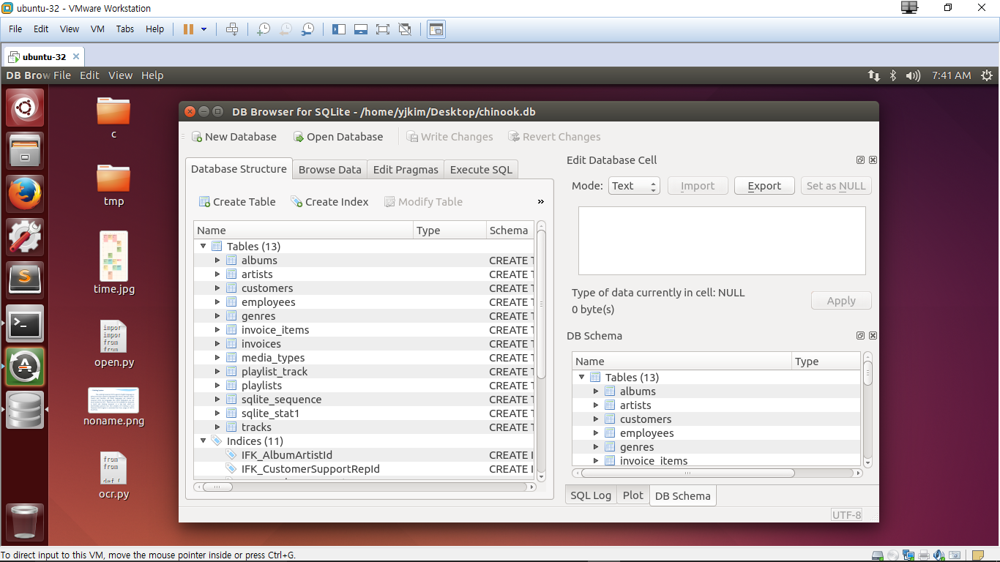 ubuntu-32 - VMware Workstation
File Edit View VM Tabs Help
ubuntu-32
DB Brow File Edit View Help 7:41 AM
c
tmp
time.jpg
impor
impor
from
from
open.py
noname.png
from
from
def (
ocr.py
DB Browser for SQLite - /home/yjkim/Desktop/chinook.db
New Database Open Database Write Changes Revert Changes
Database Structure Browse Data Edit Pragmas Execute SQL
Create Table Create Index Modify Table »
Name Type Schema
Tables (13)
albums CREATE T
artists CREATE T
customers CREATE T
employees CREATE T
genres CREATE T
invoice_items CREATE T
invoices CREATE T
media_types CREATE T
playlist_track CREATE T
playlists CREATE T
sqlite_sequence CREATE T
sqlite_stat1 CREATE T
tracks CREATE T
Indices (11)
IFK_AlbumArtistId CREATE I
IFK_CustomerSupportRepId CREATE I
Edit Database Cell
Mode: Text Import Export Set as NULL
Type of data currently in cell: NULL
0 byte(s)
Apply
DB Schema
Name Type
Tables (13)
albums
artists
customers
employees
genres
invoice_items
SQL Log Plot DB Schema
UTF-8
To direct input to this VM, move the mouse pointer inside or press Ctrl+G.